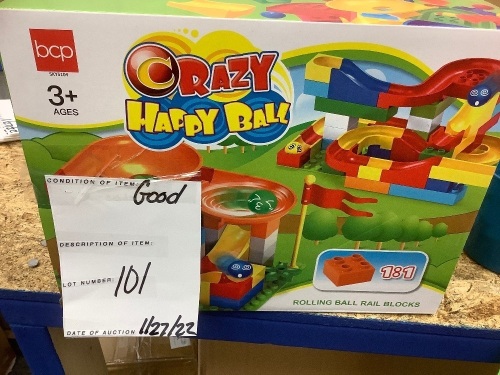 bcp
SKY5109
3+
AGES
CRAZY
HAPPY BALL
CONDITION OF ITEM:
Good
DESCRIPTION OF ITEM:
LOT NUMBER: 101
DATE OF AUCTION 11/27/22
181
ROLLING BALL RAIL BLOCKS